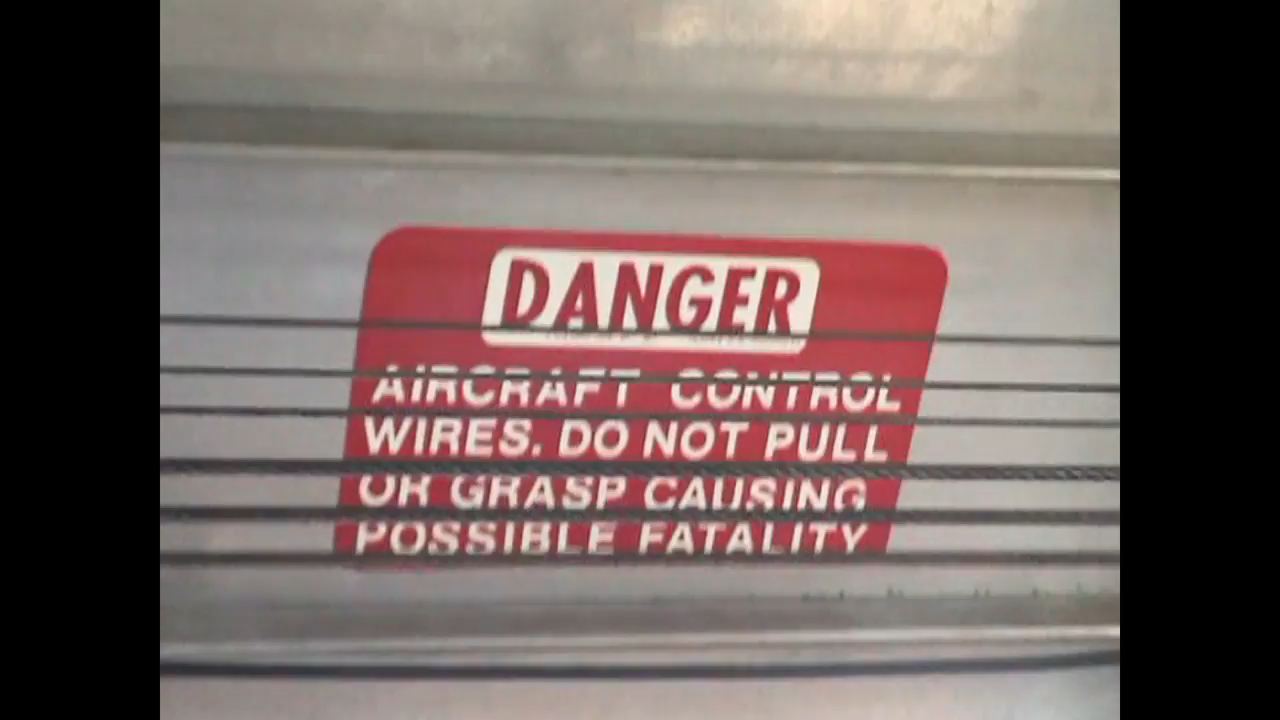 DANGER
AIRCRAFT CONTROL
WIRES. DO NOT PULL
OR GRASP CAUSING
POSSIBLE FATALITY